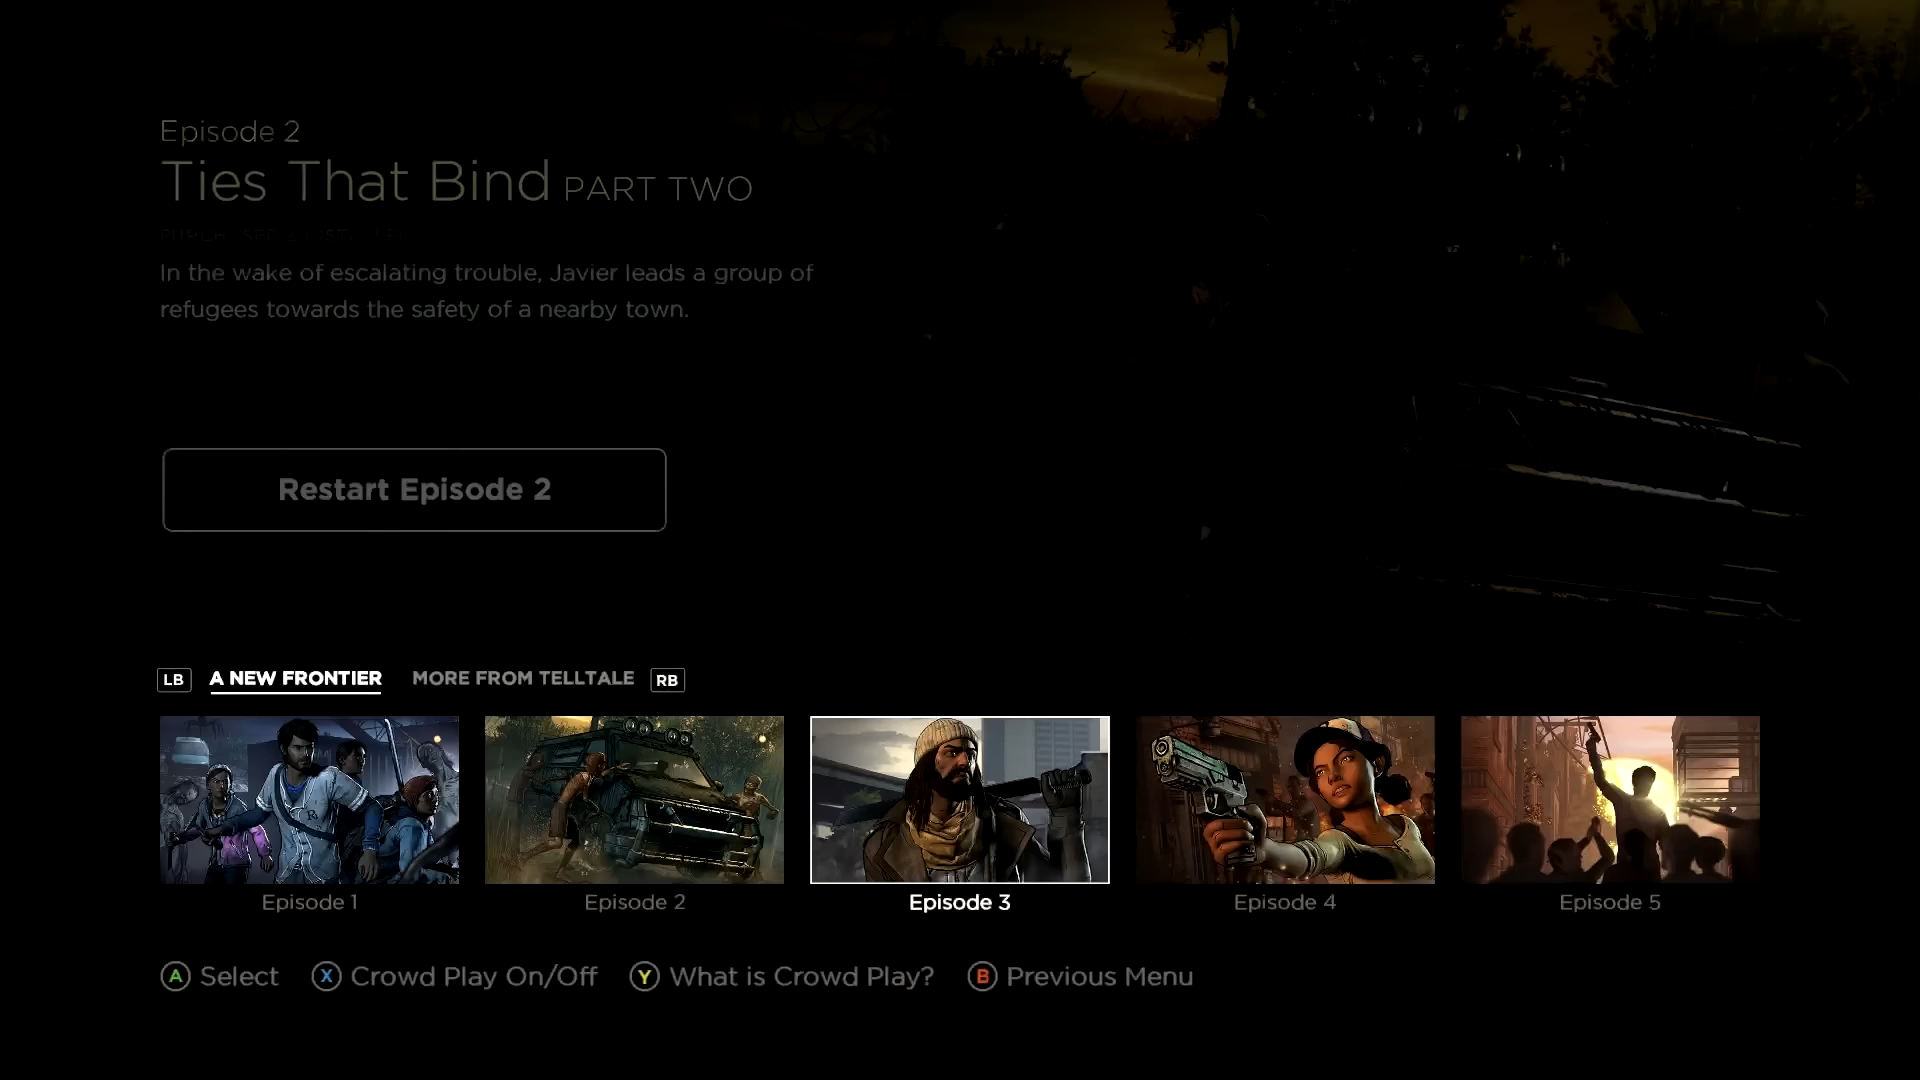 Episode 2
Ties That Bind PART TWO
In the wake of escalating trouble, Javier leads a group of
refugees towards the safety of a nearby town.
Restart Episode 2
LB A NEW FRONTIER MORE FROM TELLTALE RB
Episode 1 Episode 2 Episode 3 Episode 4 Episode 5
A Select X Crowd Play On/Off Y What is Crowd Play? B Previous Menu